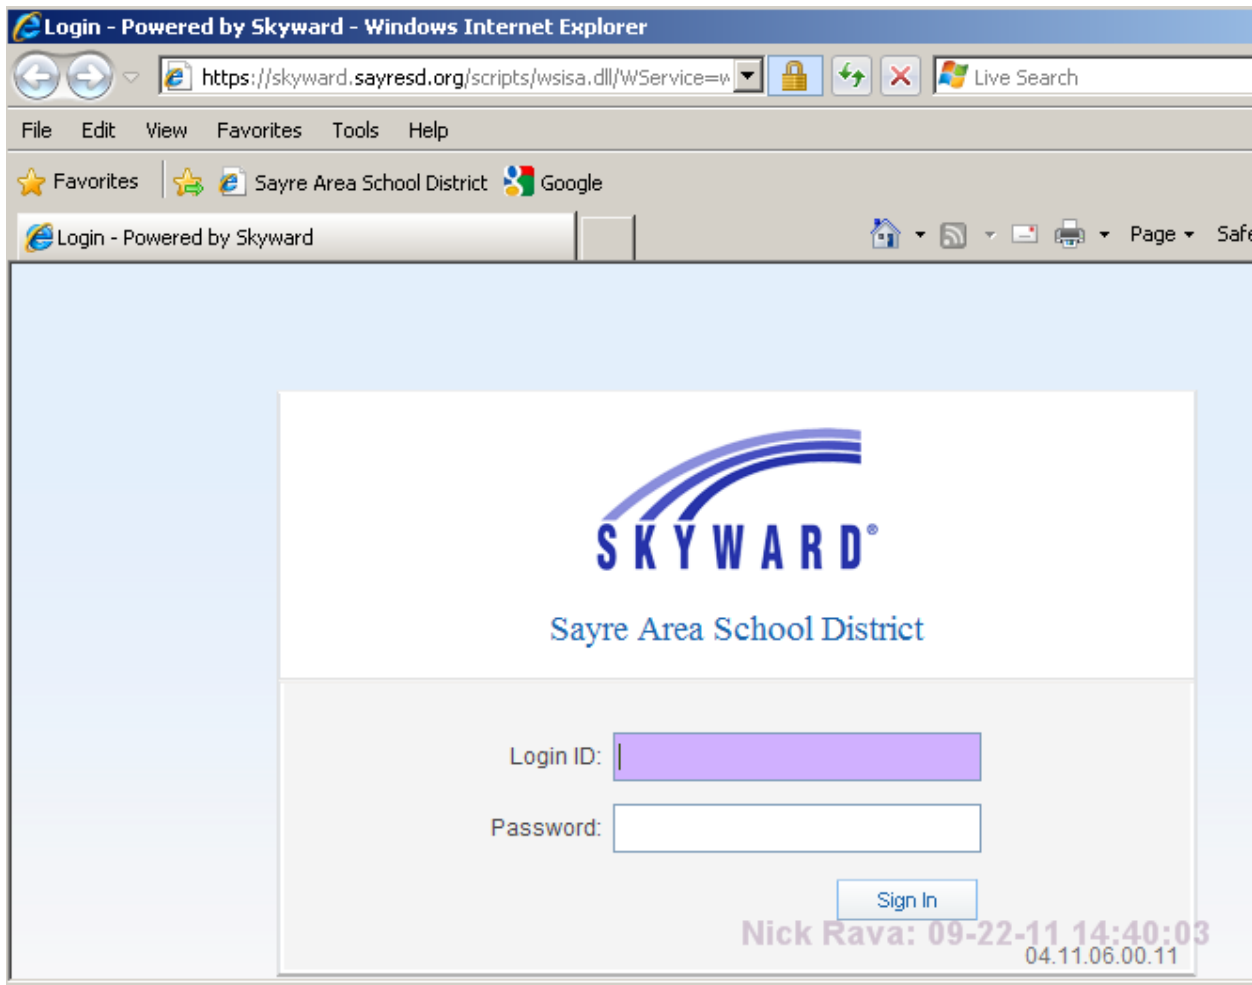 Login - Powered by Skyward - Windows Internet Explorer
https://skyward.sayresd.org/scripts/wsisa.dll/WService=w
Live Search
File Edit View Favorites Tools Help
Favorites Sayre Area School District Google
Login - Powered by Skyward
Page Safe
SKYWARD®
Sayre Area School District
Login ID:
Password:
Sign In
Nick Rava: 09-22-11 14:40:03
04.11.06.00.11